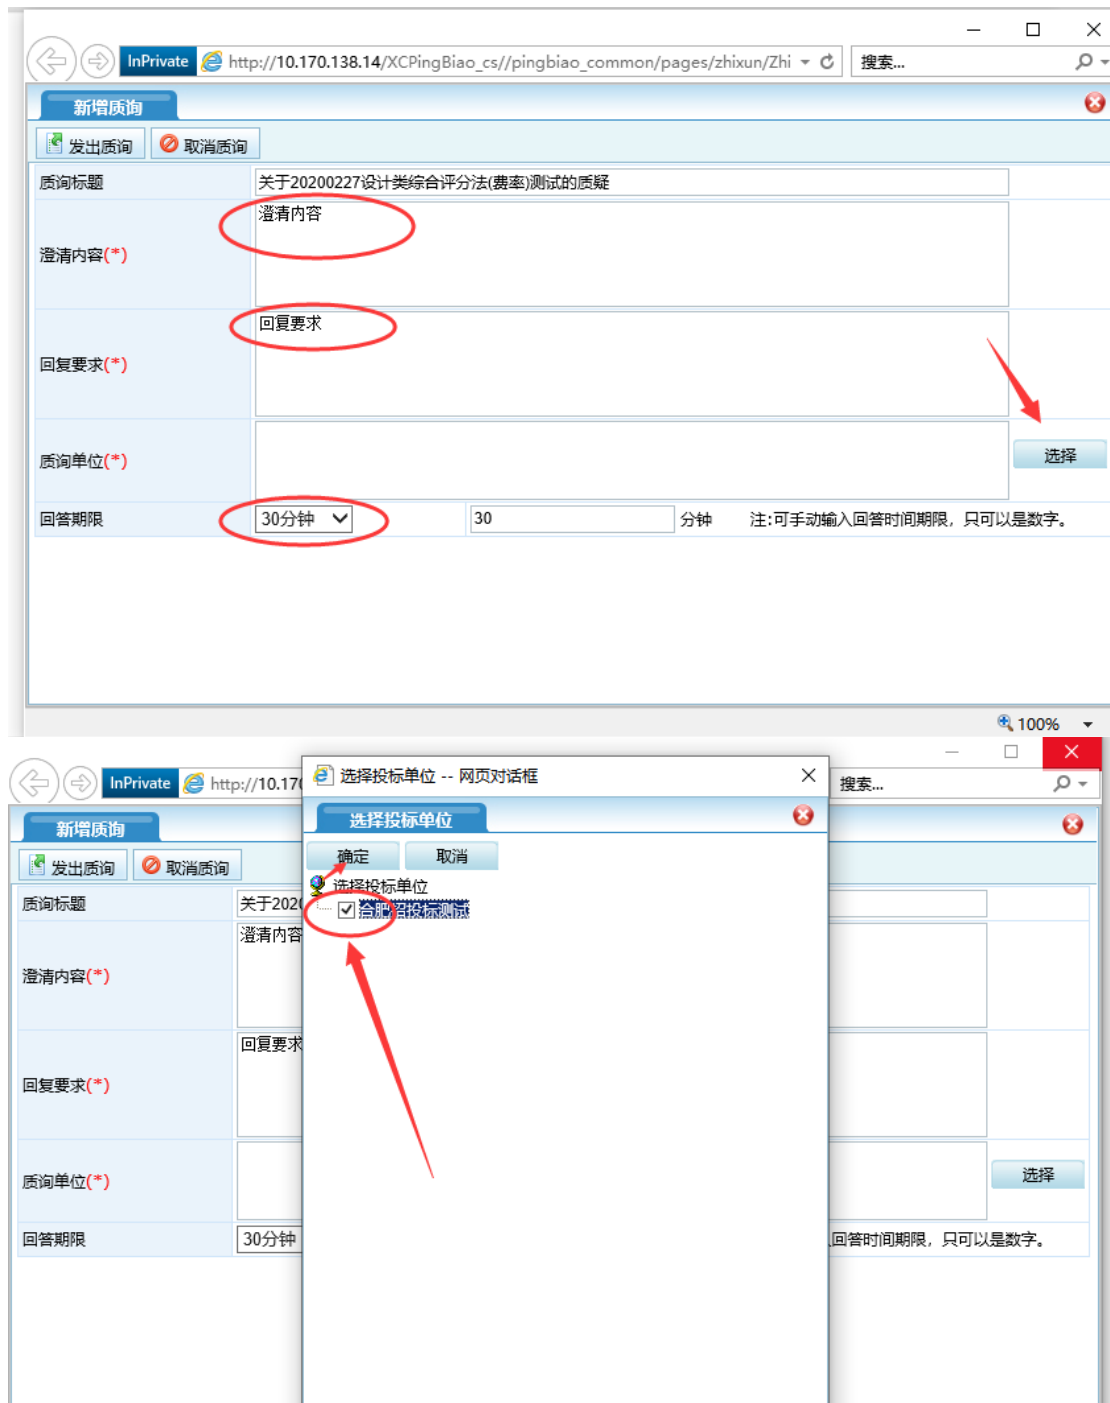 InPrivate http://10.170.138.14/XCPingBiao_cs//pingbiao_common/pages/zhixun/Zhi 搜索...
新增质询
发出质询 取消质询
质询标题 关于20200227设计类综合评分法(费率)测试的质疑
澄清内容
澄清内容(*)
回复要求
回复要求(*)
质询单位(*) 选择
回答期限 30分钟 30 分钟 注:可手动输入回答时间期限，只可以是数字。
100%
InPrivate http://10.170 选择投标单位 -- 网页对话框 搜索...
新增质询 选择投标单位
发出质询 取消质询 确定 取消
选择投标单位
质询标题 关于2020 合肥招投标测试
澄清内容
澄清内容(*)
回复要求
回复要求(*)
质询单位(*) 选择
回答期限 30分钟 回答时间期限，只可以是数字。